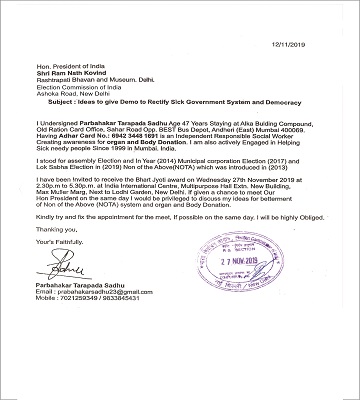 12/11/2019
Hon. President of India
Shri Ram Nath Kovind
Rashtrapati Bhavan and Museum, Delhi.
Election Commission of India
Ashoka Road, New Delhi
Subject : Ideas to give Demo to Rectify Sick Government System and Democracy
I Undersigned Parbahakar Tarapada Sadhu Age 47 Years Staying at Alka Bulding Compound,
Old Ration Card Office, Sahar Road Opp. BEST Bus Depot, Andheri (East) Mumbai 400069,
Having Adhar Card No.: 6942 3448 1691 is an Independent Responsible Social Worker
Creating awareness for organ and Body Donation. I am also actively Engaged in Helping
Sick needy people Since 1999 in Mumbai. India.
I stood for assembly Election and In Year (2014) Municipal corporation Election (2017) and
Lok Sabha Election in (2019) Non of the Above(NOTA) which was introduced in (2013)
I have been Invited to receive the Bhart Jyoti award on Wednesday 27th November 2019 at
2.30p.m to 5.30p.m. at India International Centre, Multipurpose Hall Extn. New Building,
Max Muller Marg, Next to Lodhi Garden, New Delhi. If given a chance to meet Our
Hon President on the same day I would be privileged to discuss my Ideas for betterment
of Non of the Above (NOTA) system and organ and Body Donation.
Kindly try and fix the appointment for the meet, If possible on the same day. I will be highly Obliged.
Thanking you,
Your's Faithfully.
Parbahakar Tarapada Sadhu
Email : prabahakarsadhu23@gmail.com
Mobile : 7021259349 / 9833845431
27 NOV 2019